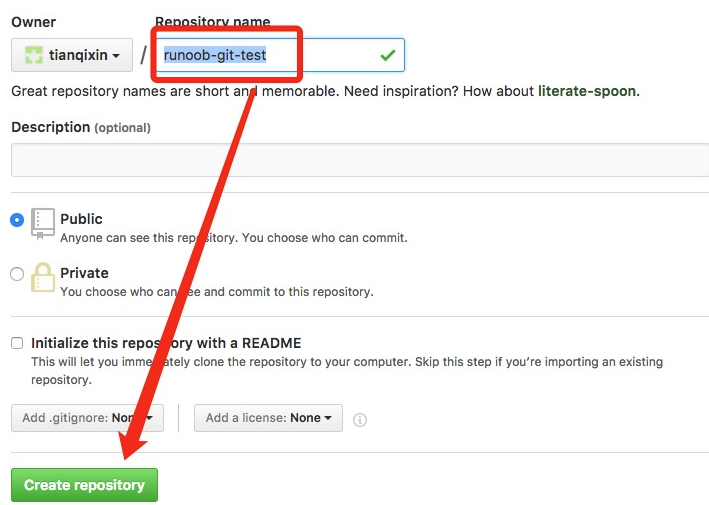 Owner Repository name
tianqixin / runoob-git-test
Great repository names are short and memorable. Need inspiration? How about literate-spoon.
Description (optional)
Public
Anyone can see this repository. You choose who can commit.
Private
You choose who can see and commit to this repository.
Initialize this repository with a README
This will let you immediately clone the repository to your computer. Skip this step if you’re importing an existing
repository.
Add .gitignore: None Add a license: None
Create repository